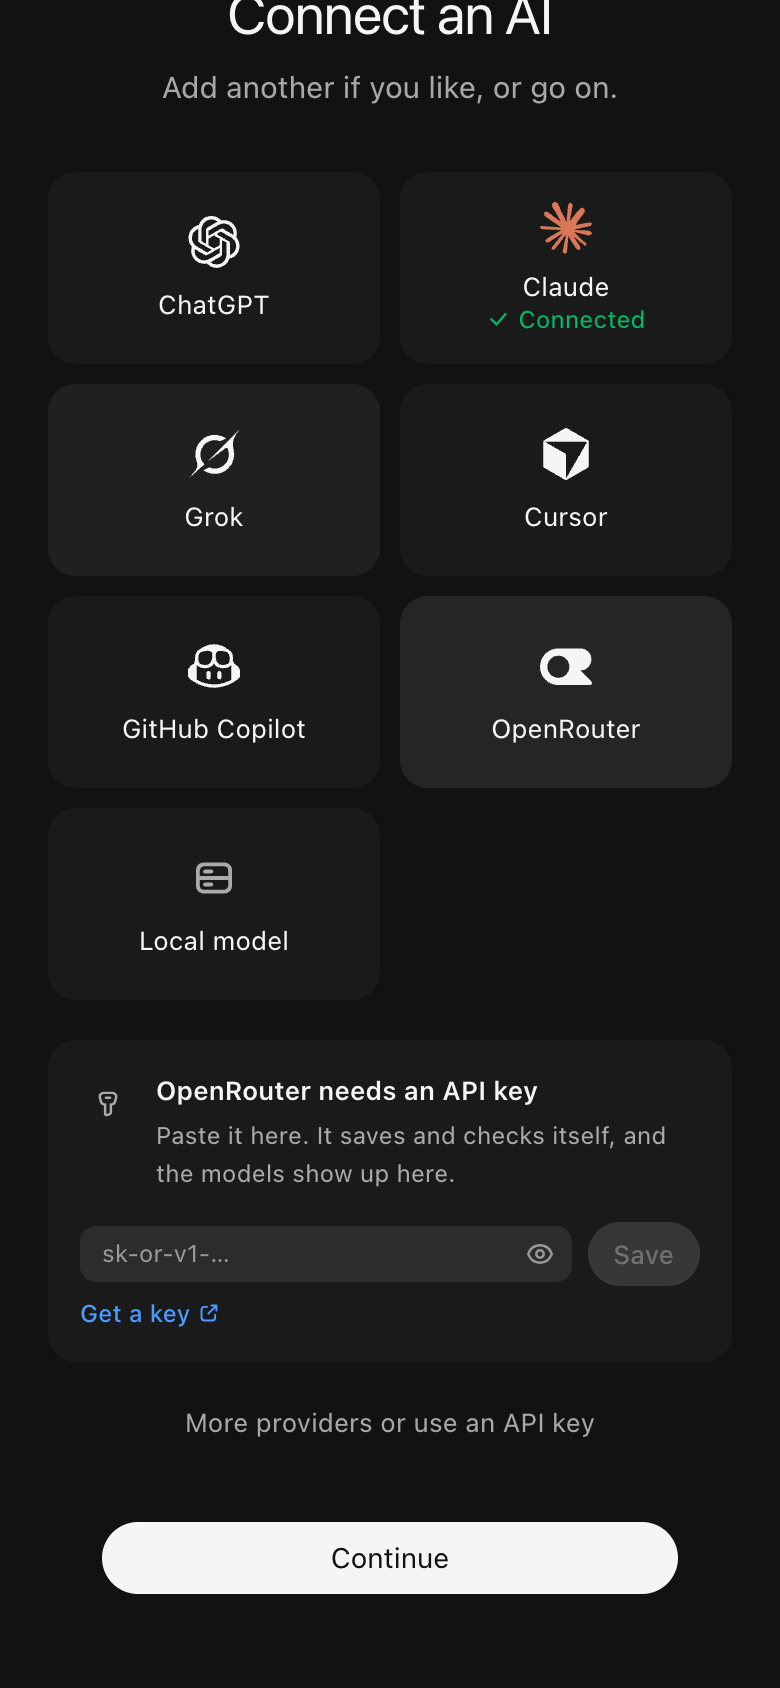 Connect an AI
Add another if you like, or go on.
ChatGPT
Claude
Connected
Grok
Cursor
GitHub Copilot
OpenRouter
Local model
OpenRouter needs an API key
Paste it here. It saves and checks itself, and
the models show up here.
sk-or-v1-...
Save
Get a key
More providers or use an API key
Continue